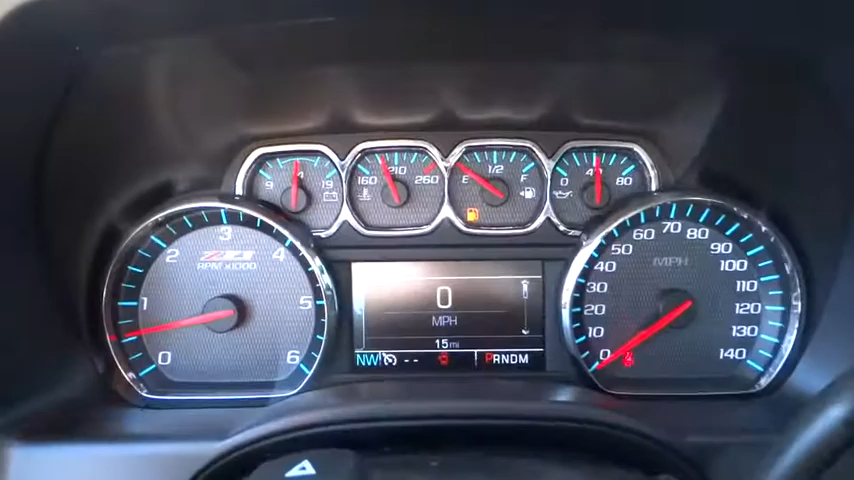 9 14 19
160 210 260
E 1/2 F
0 40 80
0 1 2 3 4 5 6
Z71
RPM X1000
0
MPH
15 mi
NW -- PRNDM
0 10 20 30 40 50 60 70 80 90 100 110 120 130 140
MPH